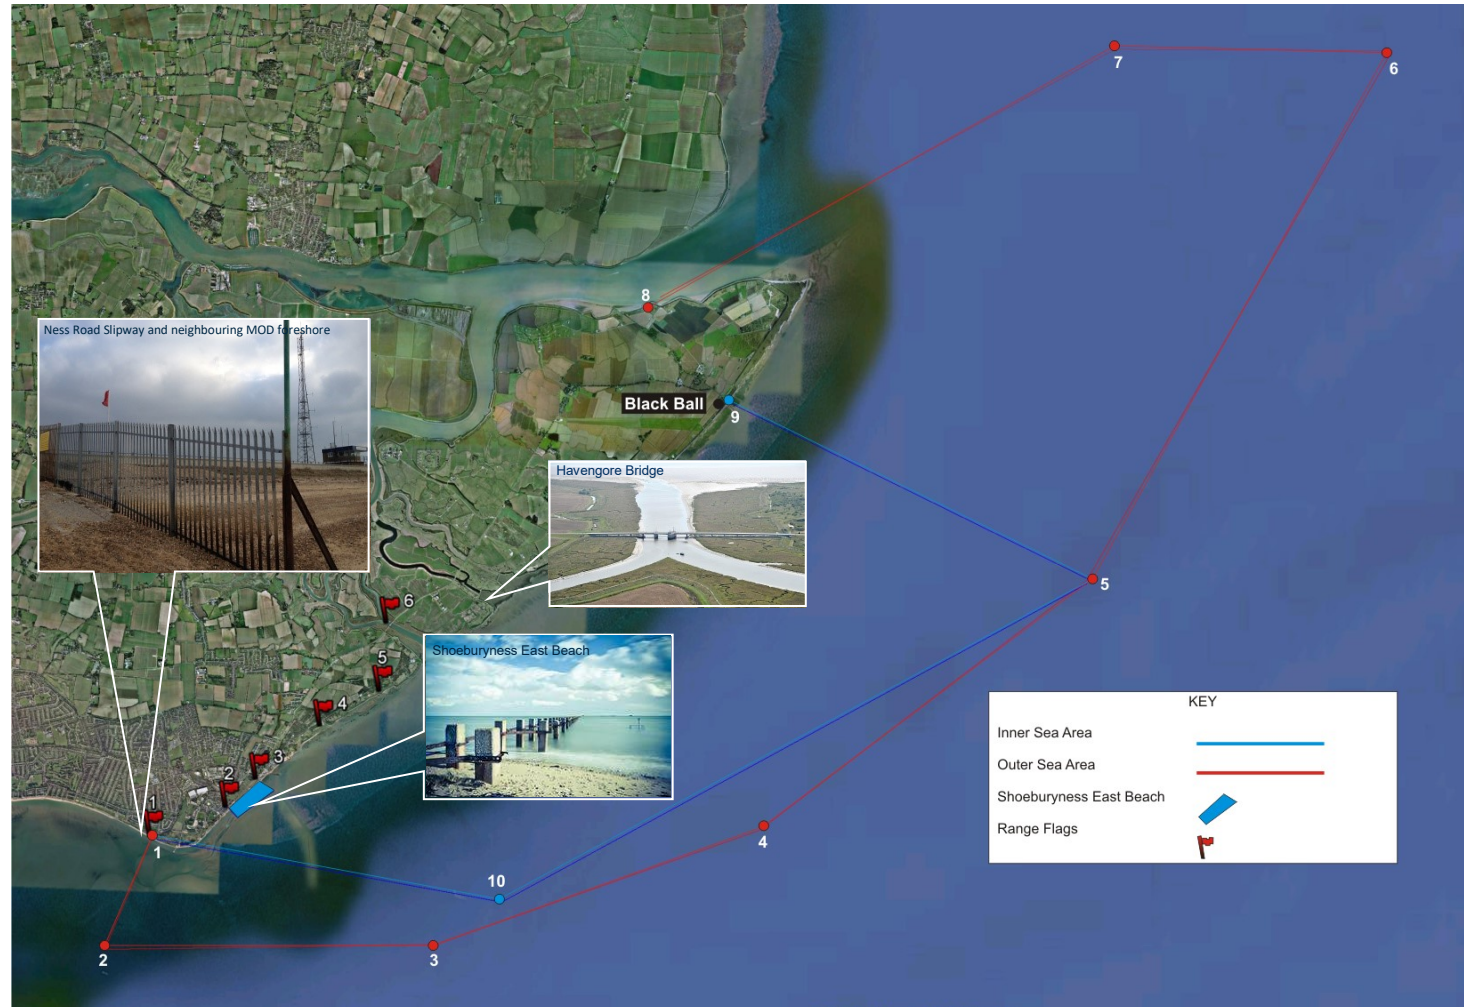 7
6
8
Ness Road Slipway and neighbouring MOD foreshore
Black Ball
9
Havengore Bridge
5
6
Shoeburyness East Beach
5
4
3
2
1
1
10
4
2
3
KEY
Inner Sea Area
Outer Sea Area
Shoeburyness East Beach
Range Flags